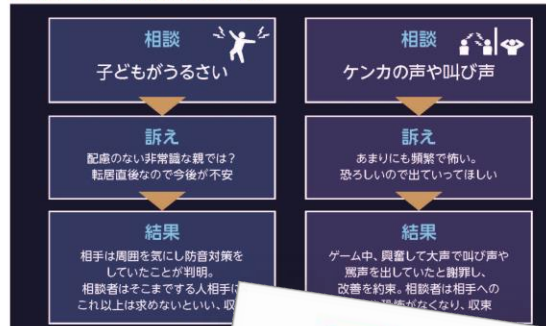 相談
子どもがうるさい
訴え
配慮のない非常識な親では?
転居直後なので今後が不安
結果
相手は周囲を気にし防音対策を
していたことが判明。
相談者はそこまでする人相手に
これ以上は求めないといい、収
相談
ケンカの声や叫び声
訴え
あまりにも頻繁で怖い。
恐ろしいので出ていってほしい
結果
ゲーム中、興奮して大声で叫び声や
罵声を出していたと謝罪し、
改善を約束。相談者は相手への
恐怖がなくなり、収束